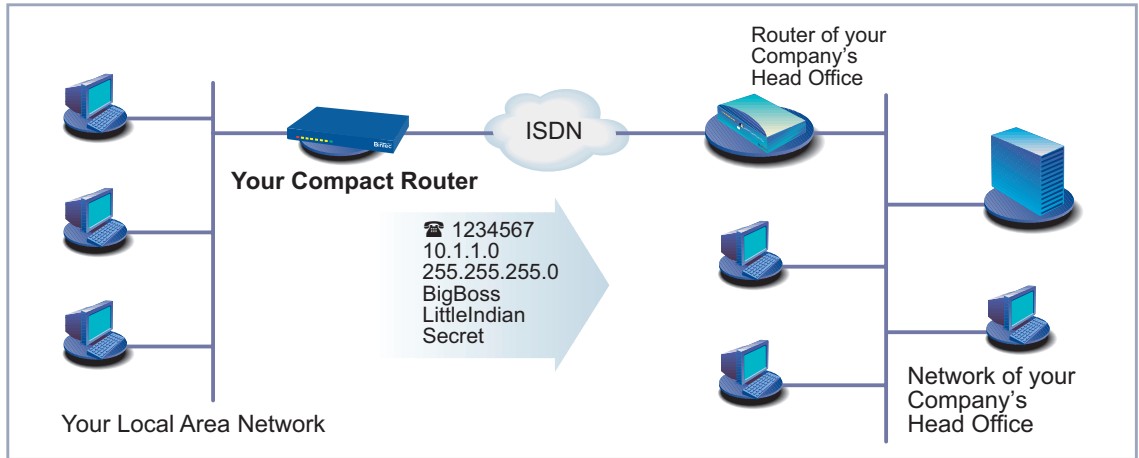 Router of your
Company's
Head Office
ISDN
BinTec
Your Compact Router
☎ 1234567
10.1.1.0
255.255.255.0
BigBoss
LittleIndian
Secret
Your Local Area Network
Network of your
Company's
Head Office